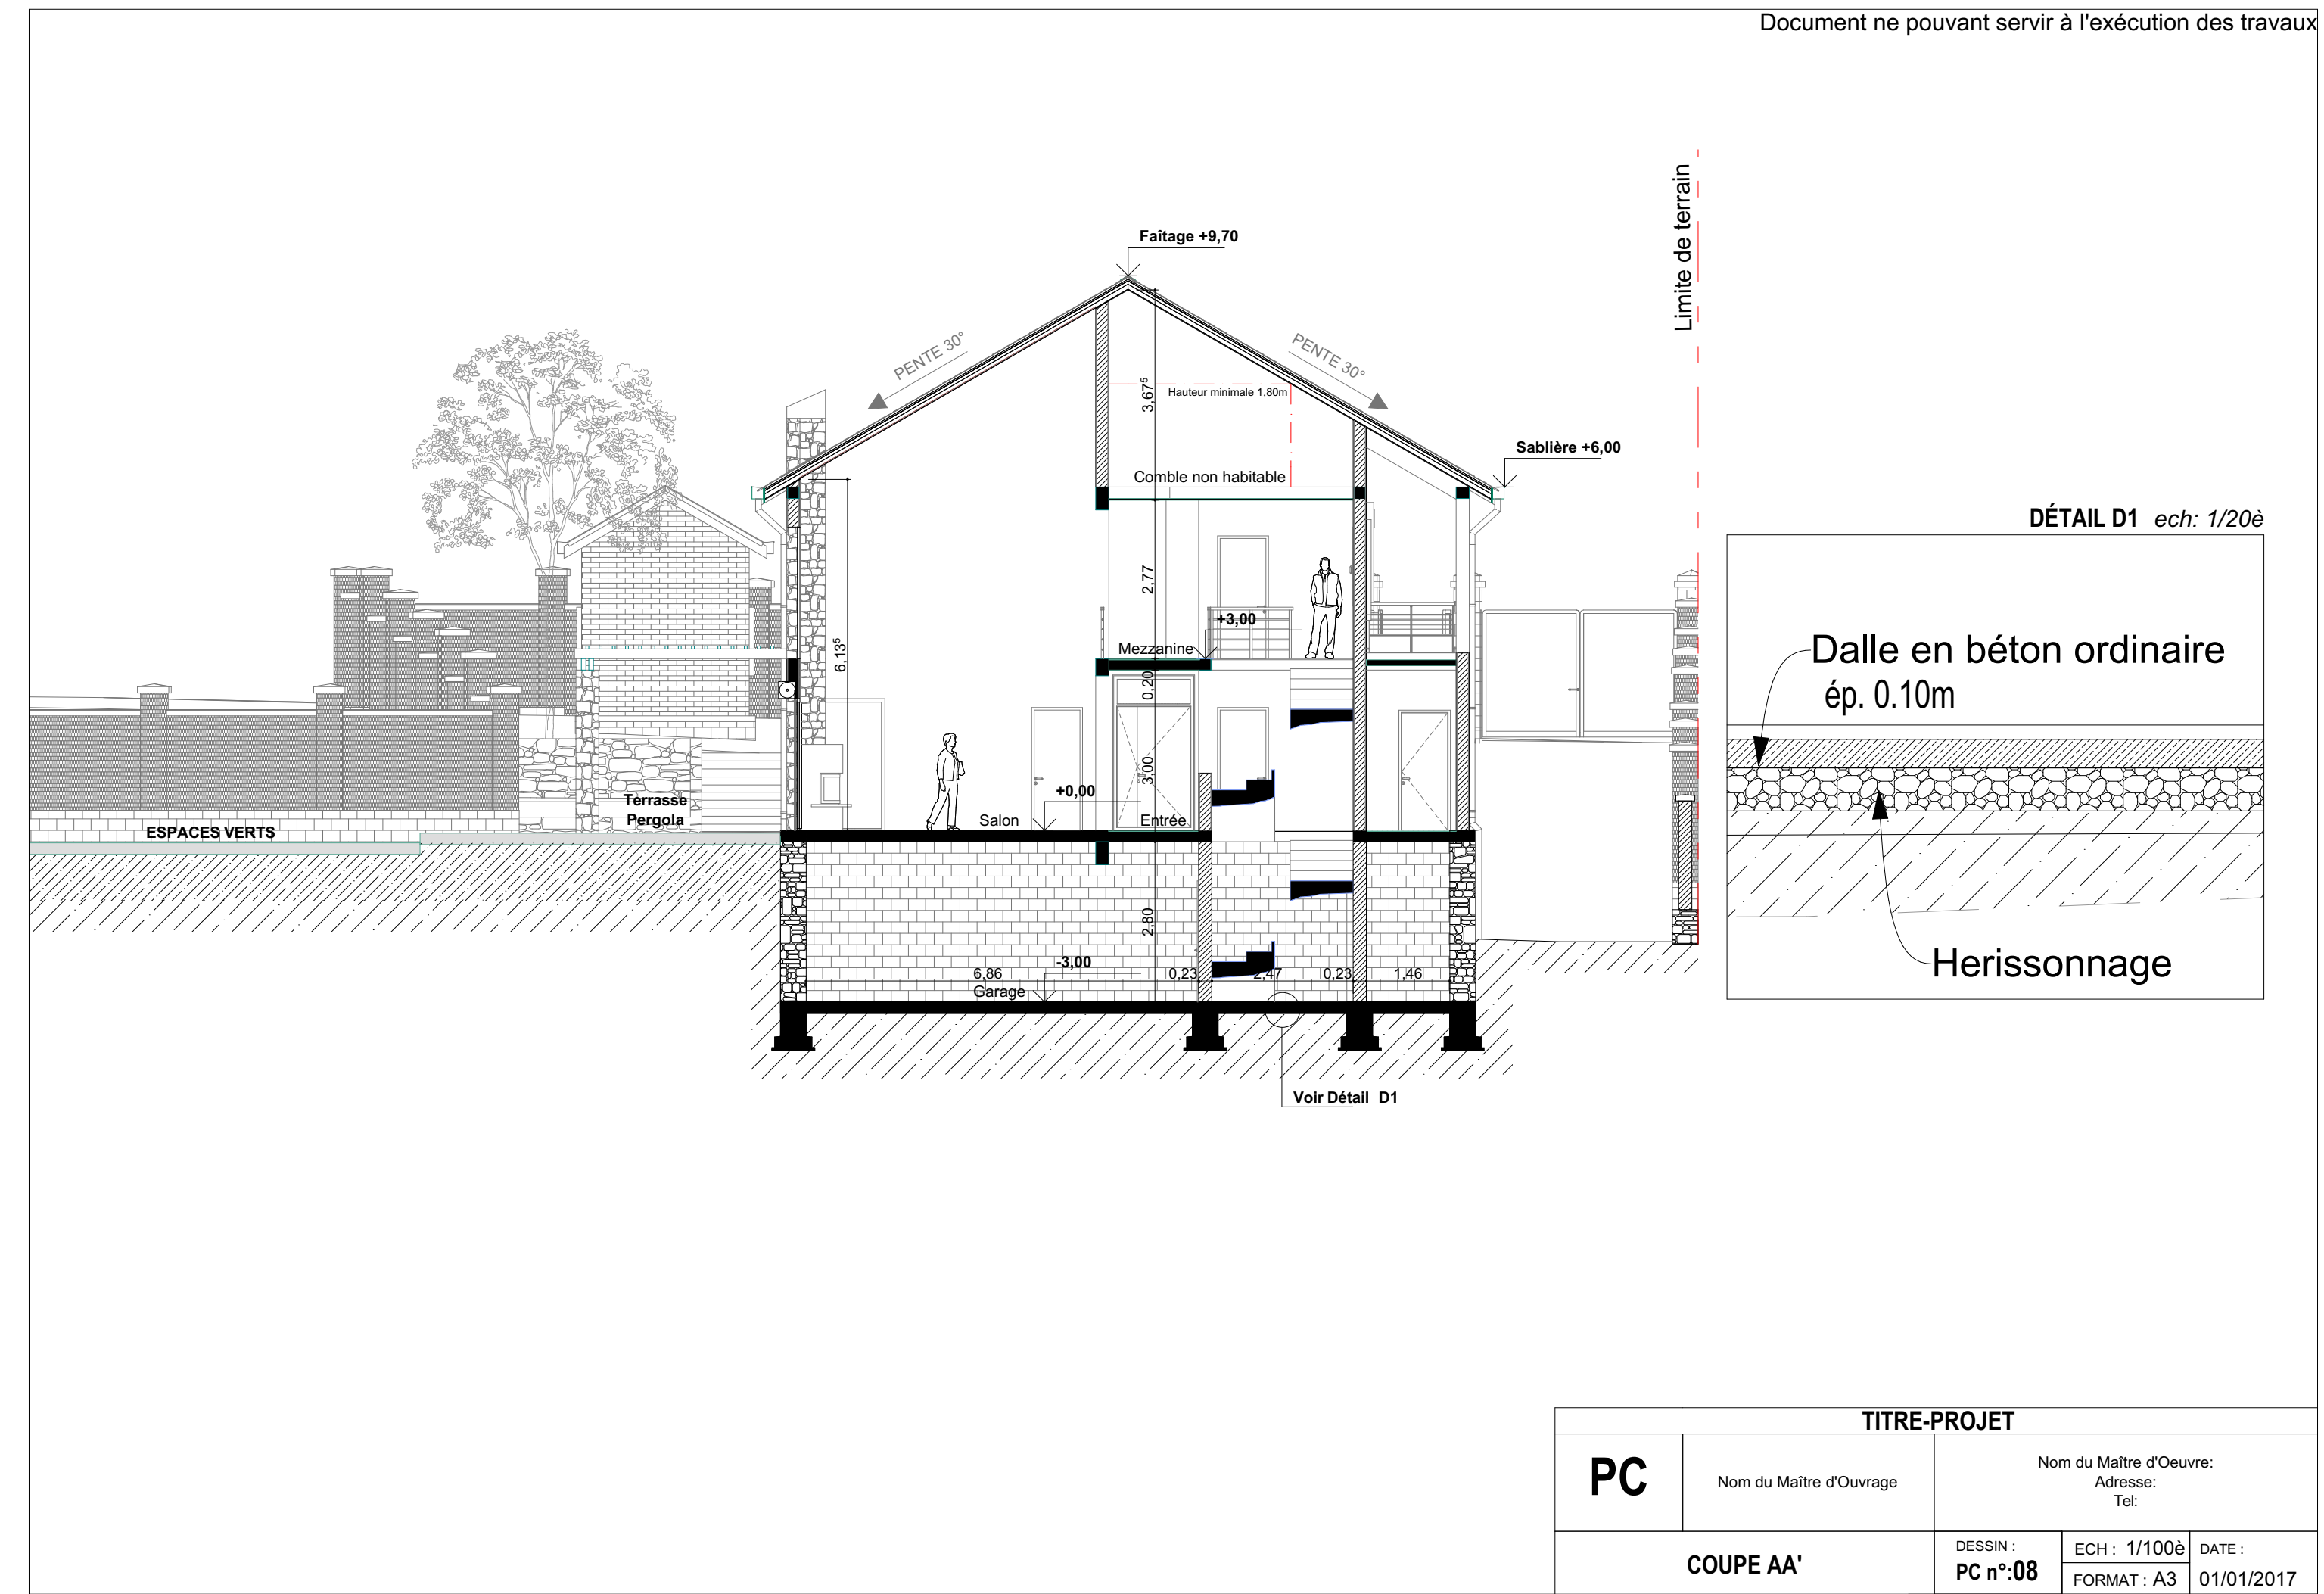 Document ne pouvant servir à l'exécution des travaux
Limite de terrain
Faîtage +9,70
PENTE 30°
PENTE 30°
3,67⁵
Hauteur minimale 1,80m
Sablière +6,00
Comble non habitable
DÉTAIL D1 ech: 1/20è
2,77
+3,00
6,13⁵
Mezzanine
0,20
Dalle en béton ordinaire
ép. 0.10m
3,00
+0,00
Terrasse
Pergola
Salon
Entrée
ESPACES VERTS
2,80
-3,00
6,86
0,23
2,47
0,23
1,46
Garage
Herissonnage
Voir Détail D1
TITRE-PROJET
PC
Nom du Maître d'Ouvrage
Nom du Maître d'Oeuvre:
Adresse:
Tel:
COUPE AA'
DESSIN :
PC n°:08
ECH : 1/100è
FORMAT : A3
DATE :
01/01/2017